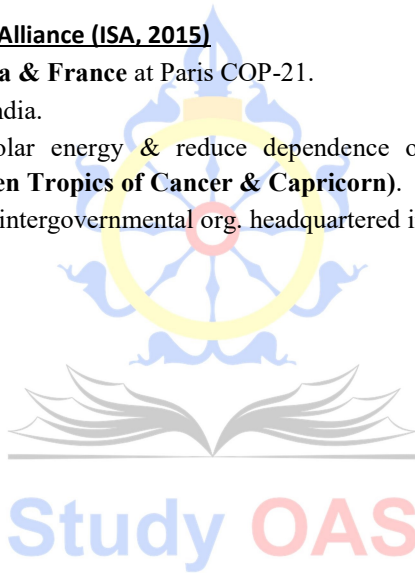 Alliance (ISA, 2015)
a & France at Paris COP-21.
ndia.
olar energy & reduce dependence o
en Tropics of Cancer & Capricorn).
intergovernmental org. headquartered i
Study OAS